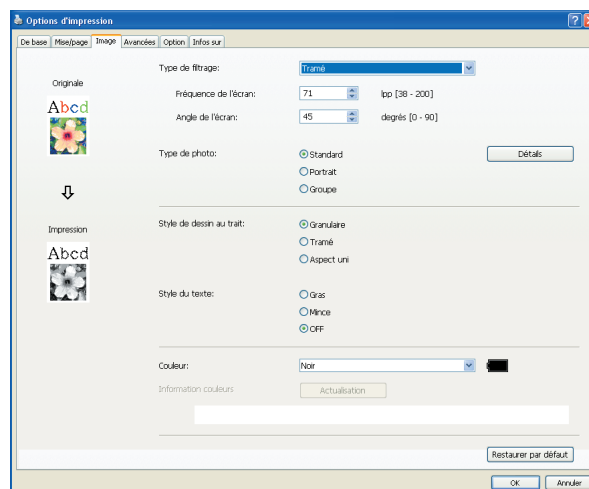 Options d'impression
De base Mise/page Image Avancées Option Infos sur
Originale
Abcd
Impression
Abcd
Type de filtrage: Tramé
Fréquence de l'écran: 71 lpp [38 - 200]
Angle de l'écran: 45 degrés [0 - 90]
Type de photo: Standard Détails
Portrait
Groupe
Style de dessin au trait: Granulaire
Tramé
Aspect uni
Style du texte: Gras
Mince
OFF
Couleur: Noir
Information couleurs Actualisation
Restaurer par défaut
OK Annuler